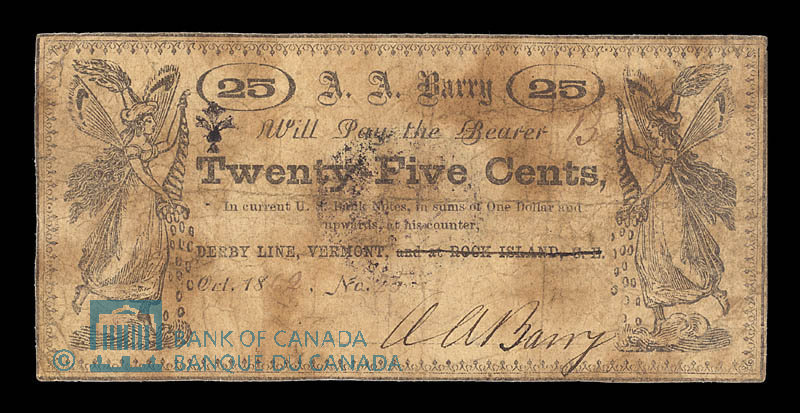 25 A. A. Barry 25
Will Pay the Bearer B
Twenty-Five Cents,
In current U. S. Bank Notes, in sums of One Dollar and
upwards, at his counter,
DERBY LINE, VERMONT, and at ROCK ISLAND, C. E.
Oct. 1862. No.
A A Barry
© BANK OF CANADA
BANQUE DU CANADA